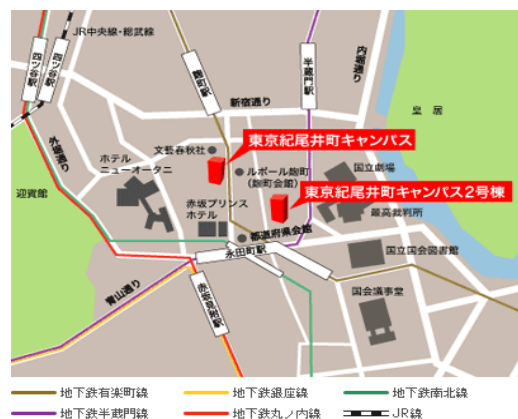 JR中央線・総武線
四ツ谷駅
四ツ谷駅
麹町駅
半蔵門駅
内堀通り
新宿通り
皇居
外堀通り
文藝春秋社
東京紀尾井町キャンパス
迎賓館
ホテル
ニューオータニ
ルポール麹町
(麹町会館)
国立劇場
東京紀尾井町キャンパス2号棟
赤坂プリンス
ホテル
最高裁判所
都道府県会館
永田町駅
国立国会図書館
青山通り
赤坂見附駅
国会議事堂
地下鉄有楽町線
地下鉄銀座線
地下鉄南北線
地下鉄半蔵門線
地下鉄丸ノ内線
JR線